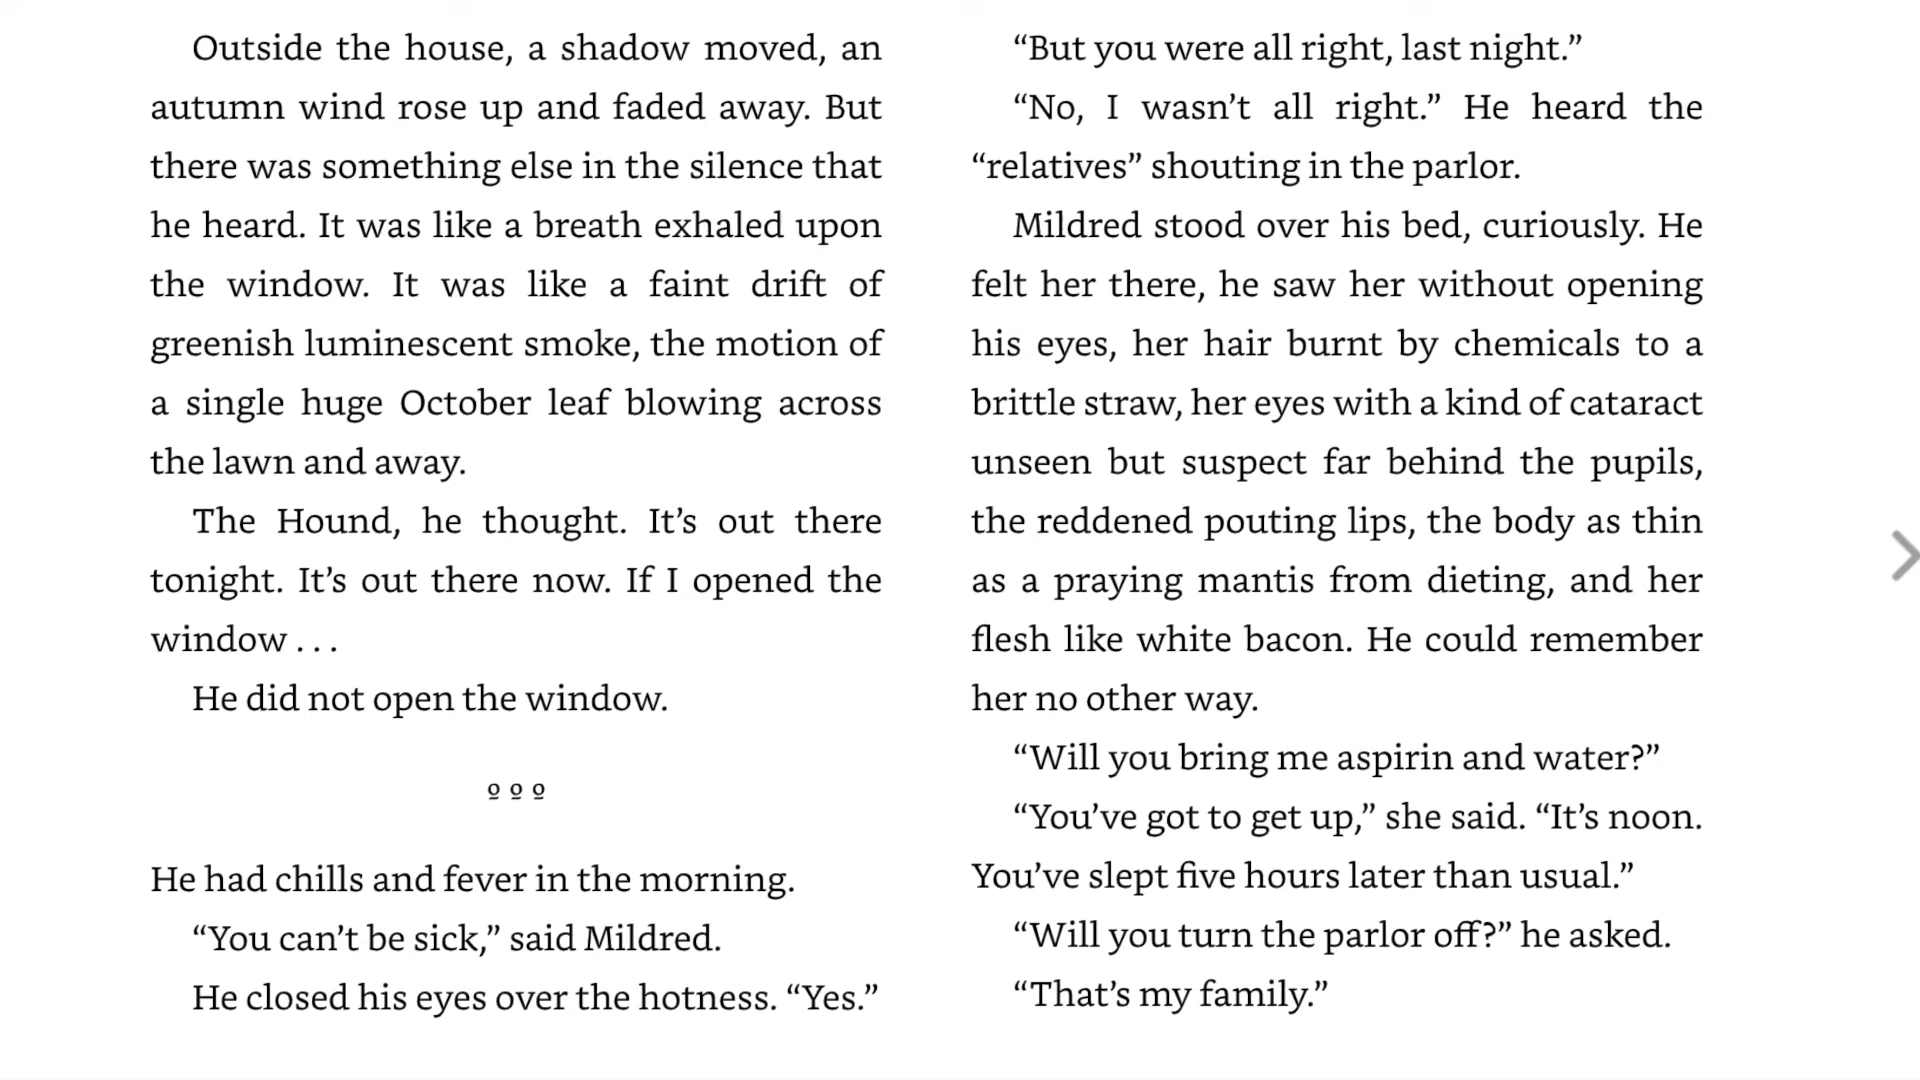 Outside the house, a shadow moved, an
autumn wind rose up and faded away. But
there was something else in the silence that
he heard. It was like a breath exhaled upon
the window. It was like a faint drift of
greenish luminescent smoke, the motion of
a single huge October leaf blowing across
the lawn and away.
The Hound, he thought. It’s out there
tonight. It’s out there now. If I opened the
window . . .
He did not open the window.
º º º
He had chills and fever in the morning.
“You can’t be sick,” said Mildred.
He closed his eyes over the hotness. “Yes.”
“But you were all right, last night.”
“No, I wasn’t all right.” He heard the
“relatives” shouting in the parlor.
Mildred stood over his bed, curiously. He
felt her there, he saw her without opening
his eyes, her hair burnt by chemicals to a
brittle straw, her eyes with a kind of cataract
unseen but suspect far behind the pupils,
the reddened pouting lips, the body as thin
as a praying mantis from dieting, and her
flesh like white bacon. He could remember
her no other way.
“Will you bring me aspirin and water?”
“You’ve got to get up,” she said. “It’s noon.
You’ve slept five hours later than usual.”
“Will you turn the parlor off?” he asked.
“That’s my family.”